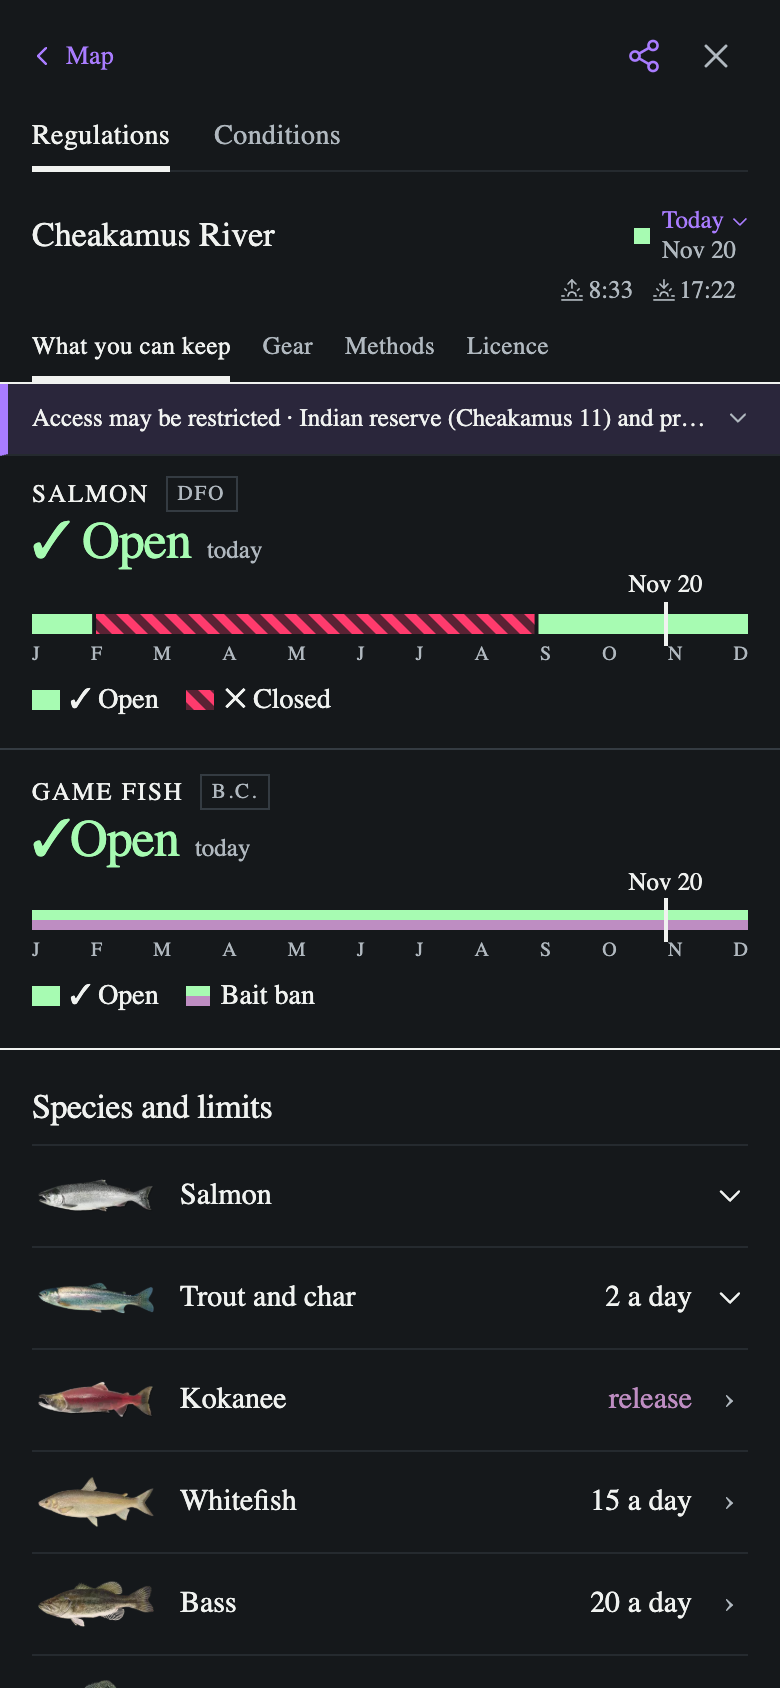 Map
Regulations Conditions
Cheakamus River
Today
Nov 20
8:33 17:22
What you can keep Gear Methods Licence
Access may be restricted · Indian reserve (Cheakamus 11) and pr…
SALMON DFO
✓ Open today
Nov 20
J F M A M J J A S O N D
✓ Open ✕ Closed
GAME FISH B.C.
✓Open today
Nov 20
J F M A M J J A S O N D
✓ Open Bait ban
Species and limits
Salmon
Trout and char 2 a day
Kokanee release
Whitefish 15 a day
Bass 20 a day